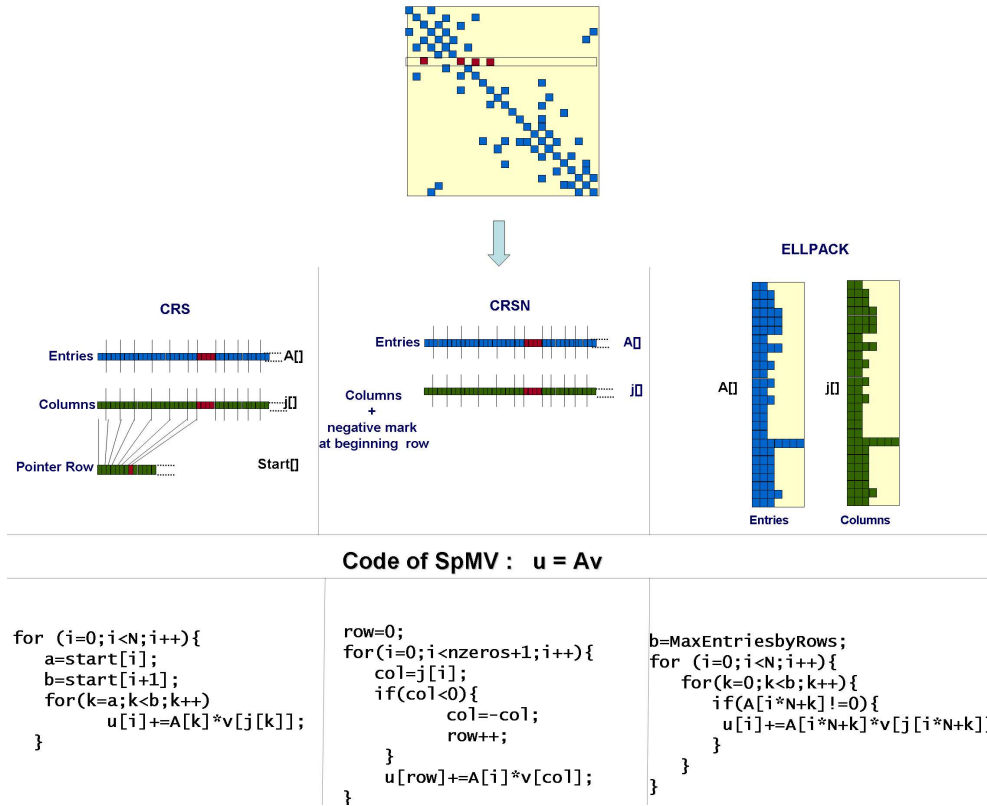 ELLPACK
CRS
CRSN
Entries
A[]
Columns
j[]
Pointer Row
Start[]
Entries
A[]
Columns
+
negative mark
at beginning row
j[]
A[]
j[]
Entries
Columns
Code of SpMV : u = Av
for (i=0;i<N;i++){
a=start[i];
b=start[i+1];
for(k=a;k<b;k++)
u[i]+=A[k]*v[j[k]];
}
row=0;
for(i=0;i<nzeros+1;i++){
col=j[i];
if(col<0){
col=-col;
row++;
}
u[row]+=A[i]*v[col];
}
b=MaxEntriesbyRows;
for (i=0;i<N;i++){
for(k=0;k<b;k++){
if(A[i*N+k]!=0){
u[i]+=A[i*N+k]*v[j[i*N+k]]
}
}
}